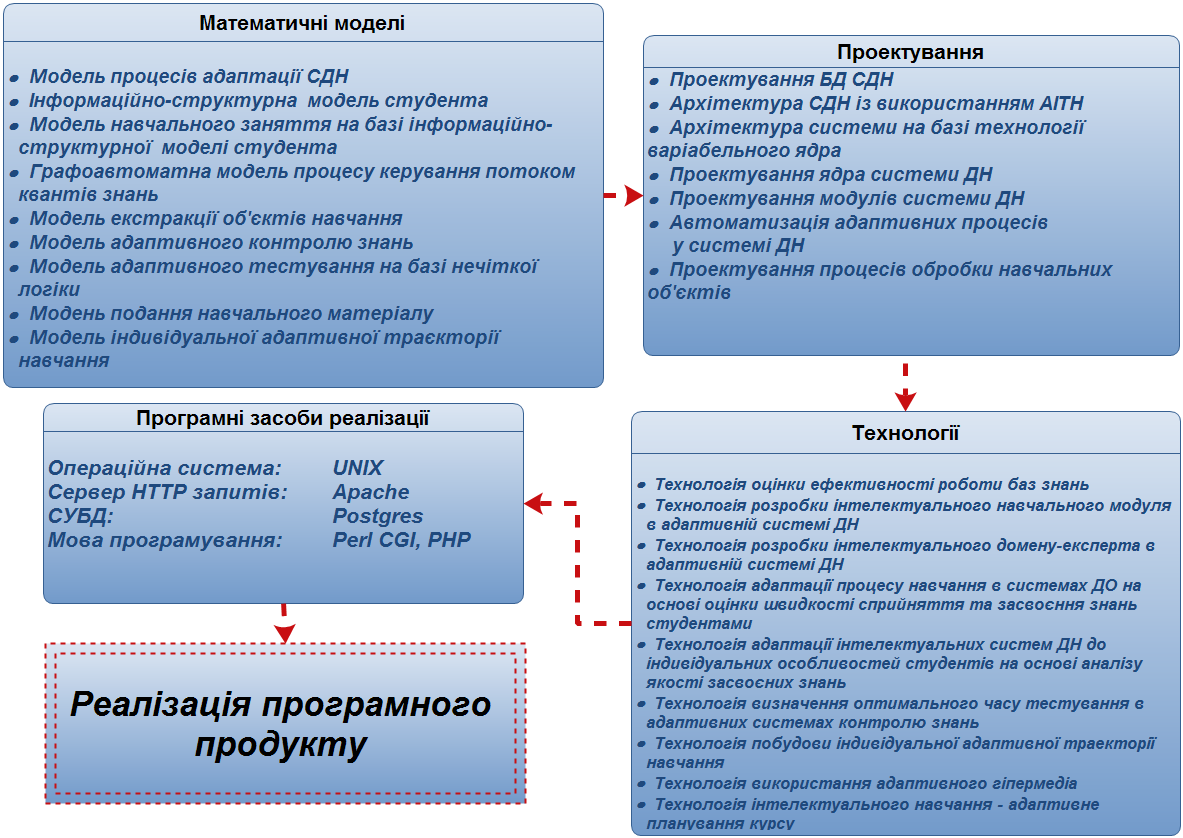 Математичні моделі
● Модель процесів адаптації СДН
● Інформаційно-структурна модель студента
● Модель навчального заняття на базі інформаційно-
структурної моделі студента
● Графоавтоматна модель процесу керування потоком
квантів знань
● Модель екстракції об'єктів навчання
● Модель адаптивного контролю знань
● Модель адаптивного тестування на базі нечіткої
логіки
● Модень подання навчального матеріалу
● Модель індивідуальної адаптивної траєкторії
навчання
Проектування
● Проектування БД СДН
● Архітектура СДН із використанням АІТН
● Архітектура системи на базі технології
варіабельного ядра
● Проектування ядра системи ДН
● Проектування модулів системи ДН
● Автоматизація адаптивних процесів
у системі ДН
● Проектування процесів обробки навчальних
об'єктів
Технології
● Технологія оцінки ефективності роботи баз знань
● Технологія розробки інтелектуального навчального модуля
в адаптивній системі ДН
● Технологія розробки інтелектуального домену-експерта в
адаптивній системі ДН
● Технологія адаптації процесу навчання в системах ДО на
основі оцінки швидкості сприйняття та засвоєння знань
студентами
● Технологія адаптації інтелектуальних систем ДН до
індивідуальних особливостей студентів на основі аналізу
якості засвоєних знань
● Технологія визначення оптимального часу тестування в
адаптивних системах контролю знань
● Технологія побудови індивідуальної адаптивної траектории
навчання
● Технологія використання адаптивного гіпермедіа
● Технологія інтелектуального навчання - адаптивне
планування курсу
Програмні засоби реалізації
Операційна система: UNIX
Сервер HTTP запитів: Apache
СУБД: Postgres
Мова програмування: Perl CGI, PHP
Реалізація програмного
продукту